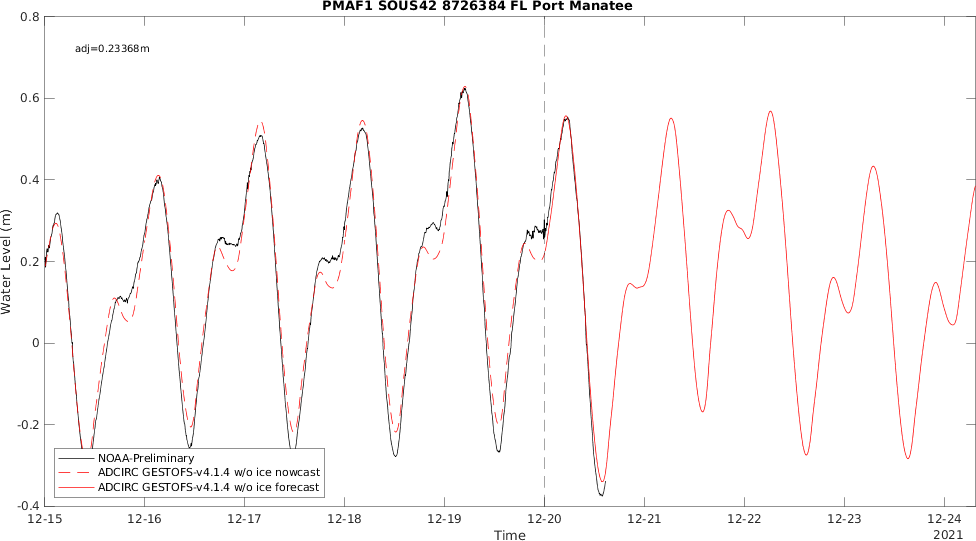 PMAF1 SOUS42 8726384 FL Port Manatee
adj=0.23368m
Water Level (m)
0.8
0.6
0.4
0.2
0
-0.2
-0.4
NOAA-Preliminary
ADCIRC GESTOFS-v4.1.4 w/o ice nowcast
ADCIRC GESTOFS-v4.1.4 w/o ice forecast
12-15 12-16 12-17 12-18 12-19 12-20 12-21 12-22 12-23 12-24
Time
2021